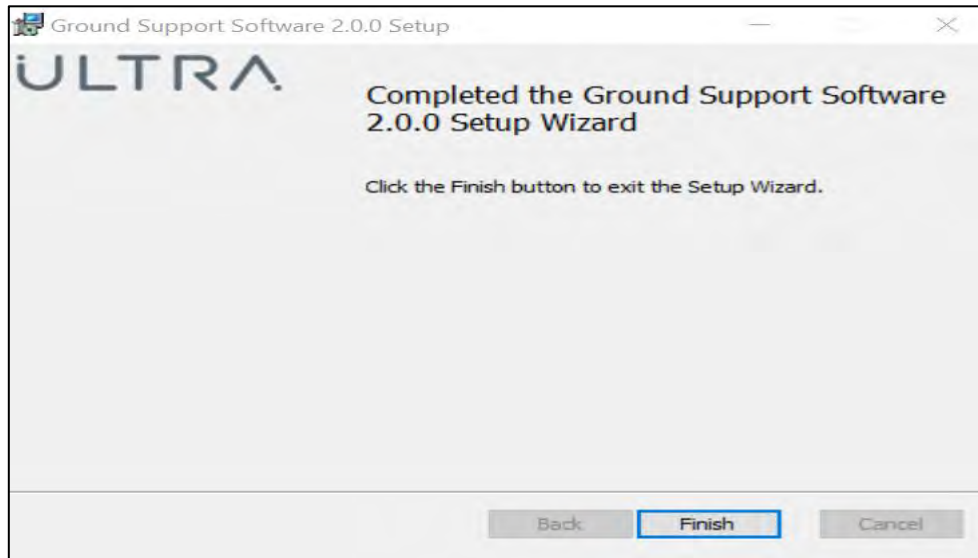 Ground Support Software 2.0.0 Setup
ULTRA
Completed the Ground Support Software
2.0.0 Setup Wizard
Click the Finish button to exit the Setup Wizard.
Back Finish Cancel